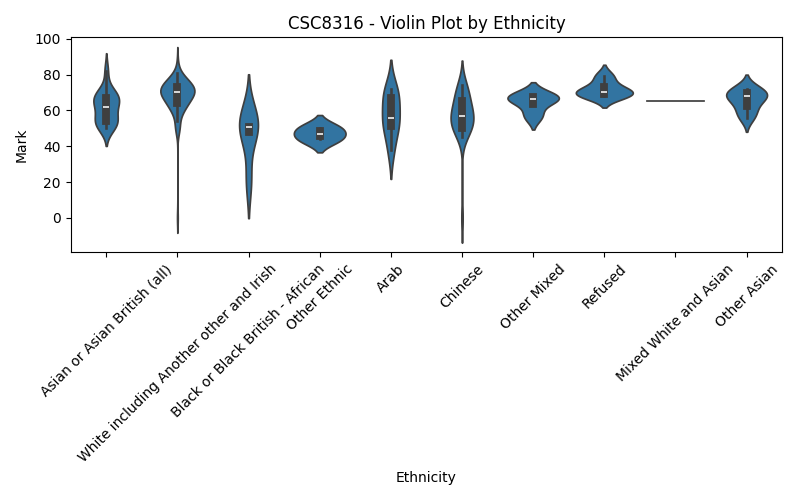 CSC8316 - Violin Plot by Ethnicity
100
80
60
40
20
0
Mark
Asian or Asian British (all)
White including Another other and Irish
Black or Black British - African
Other Ethnic
Arab
Chinese
Other Mixed
Refused
Mixed White and Asian
Other Asian
Ethnicity